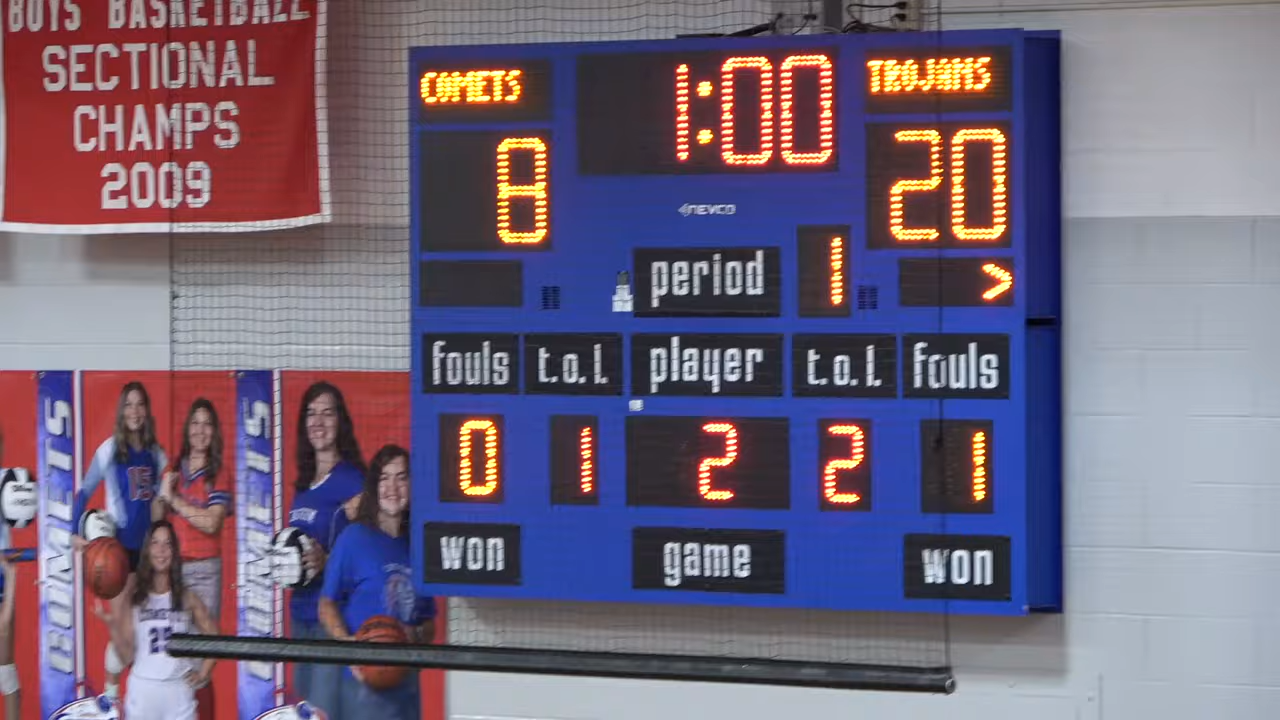 BOYS BASKETBALL
SECTIONAL
CHAMPS
2009
COMETS
1:00
TROJANS
8
20
NEVCO
period
1
>
fouls
t.o.l.
player
t.o.l.
fouls
0
1
2
2
1
won
game
won
COMETS
COMETS
15